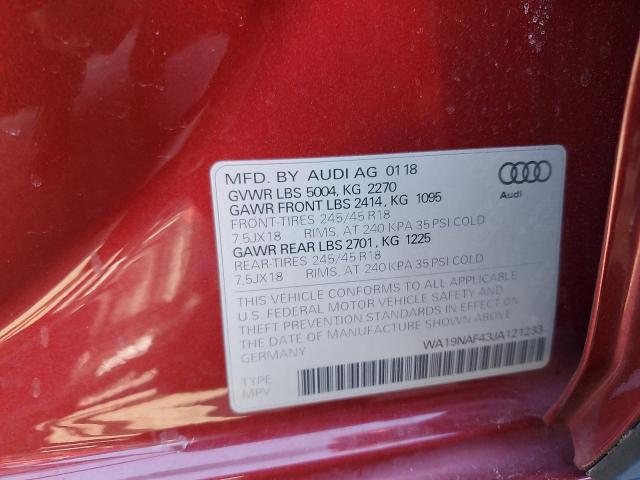 MFD. BY AUDI AG 01 18
GVWR LBS 5004, KG 2270
GAWR FRONT LBS 2414, KG 1095
FRONT-TIRES 245/45 R18
7,5JX18 RIMS, AT 240 KPA 35 PSI COLD
GAWR REAR LBS 2701, KG 1225
REAR-TIRES 245/45 R18
7,5JX18 RIMS, AT 240 KPA 35 PSI COLD
Audi
THIS VEHICLE CONFORMS TO ALL APPLICABLE
U.S. FEDERAL MOTOR VEHICLE SAFETY AND
THEFT PREVENTION STANDARDS IN EFFECT ON
THE DATE OF MANUFACTURE SHOWN ABOVE.
GERMANY
WA19NAF43JA121233
TYPE
MPV